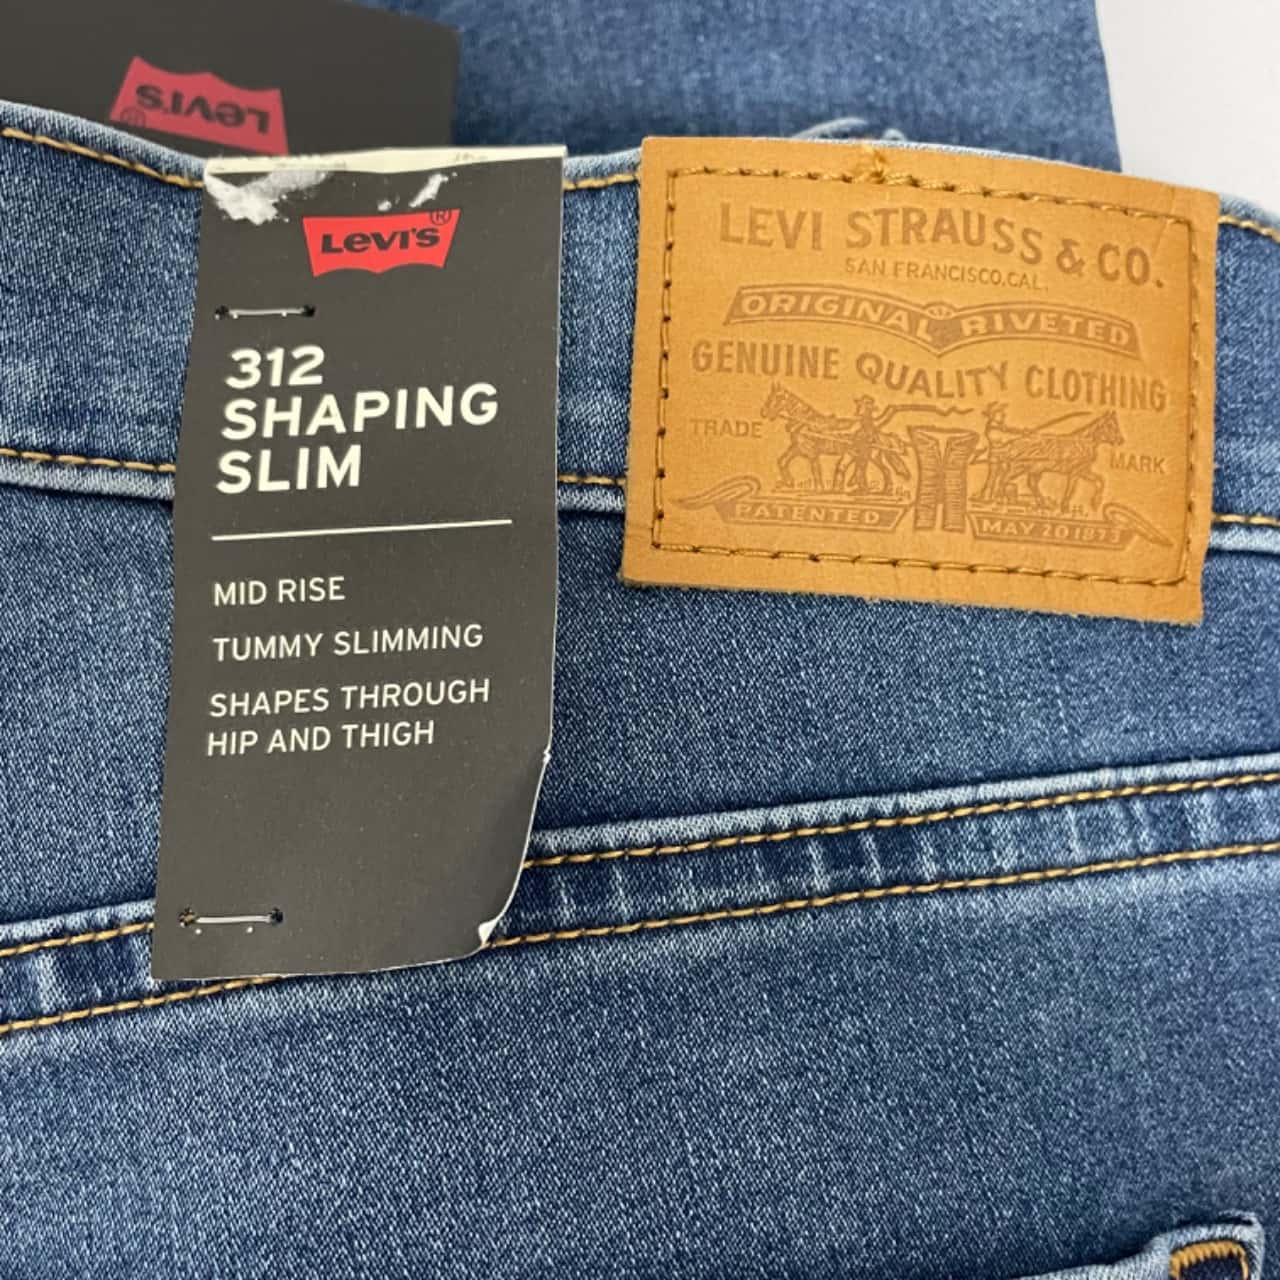 Levi's
®
Levi's ®
312
SHAPING
SLIM
MID RISE
TUMMY SLIMMING
SHAPES THROUGH
HIP AND THIGH
LEVI STRAUSS & CO.
SAN FRANCISCO, CAL.
ORIGINAL RIVETED
GENUINE QUALITY CLOTHING
TRADE MARK
PATENTED MAY 20 1873